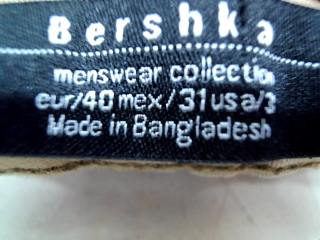 Bershka
menswear collection
eur/40 mex/31 usa/3
Made in Bangladesh